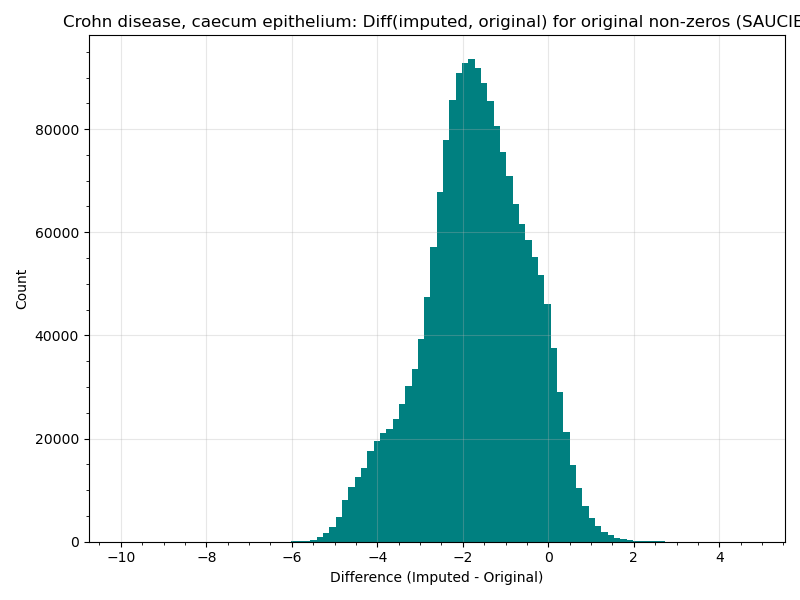 Crohn disease, caecum epithelium: Diff(imputed, original) for original non-zeros (SAUCIE
80000
60000
40000
20000
0
Count
−10 −8 −6 −4 −2 0 2 4
Difference (Imputed - Original)